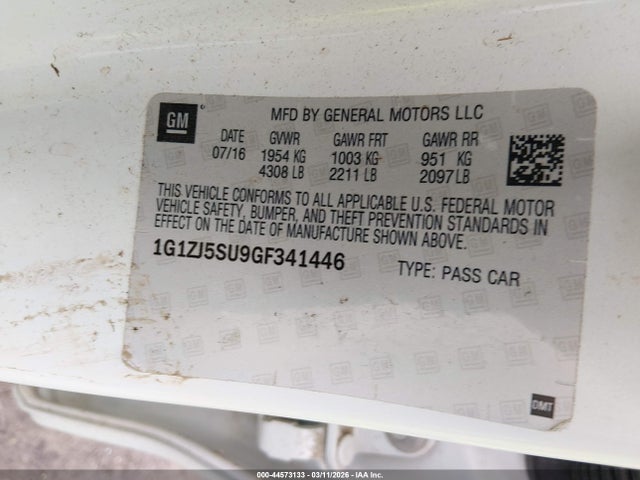 GM
MFD BY GENERAL MOTORS LLC
DATE GVWR GAWR FRT GAWR RR
07/16 1954 KG 1003 KG 951 KG
4308 LB 2211 LB 2097 LB
THIS VEHICLE CONFORMS TO ALL APPLICABLE U.S. FEDERAL MOTOR
VEHICLE SAFETY, BUMPER, AND THEFT PREVENTION STANDARDS IN
EFFECT ON THE DATE OF MANUFACTURE SHOWN ABOVE.
1G1ZJ5SU9GF341446 TYPE: PASS CAR
DMT
000-44573133 | 03/11/2026 | IAAI.COM